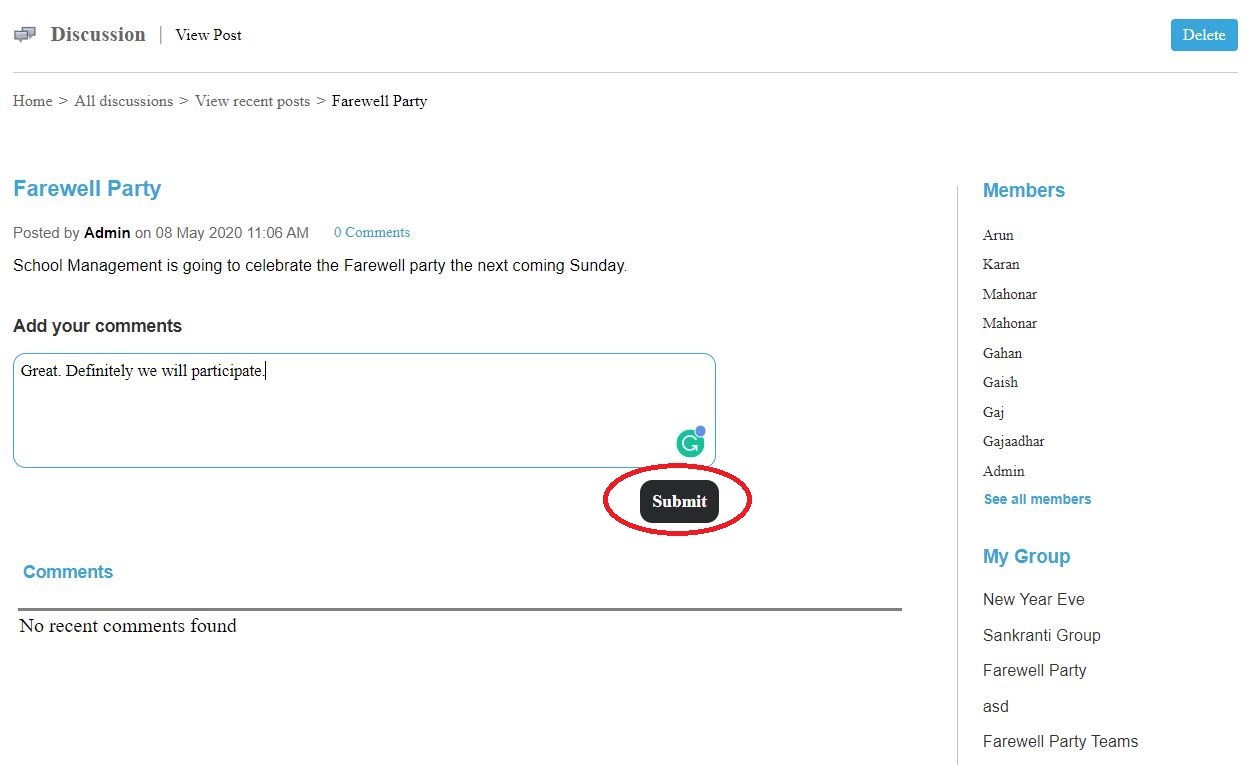 Discussion | View Post
Delete
Home > All discussions > View recent posts > Farewell Party
Farewell Party
Posted by Admin on 08 May 2020 11:06 AM 0 Comments
School Management is going to celebrate the Farewell party the next coming Sunday.
Add your comments
Great. Definitely we will participate.
G
Submit
Comments
No recent comments found
Members
Arun
Karan
Mahonar
Mahonar
Gahan
Gaish
Gaj
Gajaadhar
Admin
See all members
My Group
New Year Eve
Sankranti Group
Farewell Party
asd
Farewell Party Teams